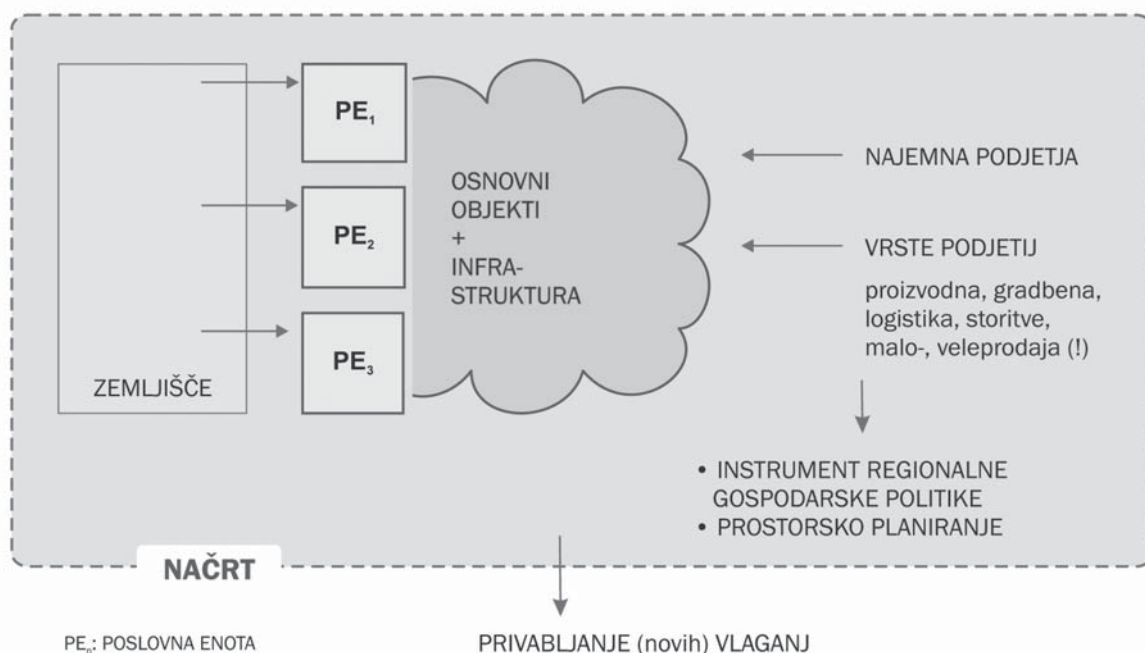 PE₁
PE₂
PE₃
ZEMLJIŠČE
OSNOVNI
OBJEKTI
+
INFRA-
STRUKTURA
NAJEMNA PODJETJA
VRSTE PODJETIJ
proizvodna, gradbena,
logistika, storitve,
malo-, veleprodaja (!)
• INSTRUMENT REGIONALNE
GOSPODARSKE POLITIKE
• PROSTORSKO PLANIRANJE
NAČRT
PEₙ: POSLOVNA ENOTA
PRIVABLJANJE (novih) VLAGANJ